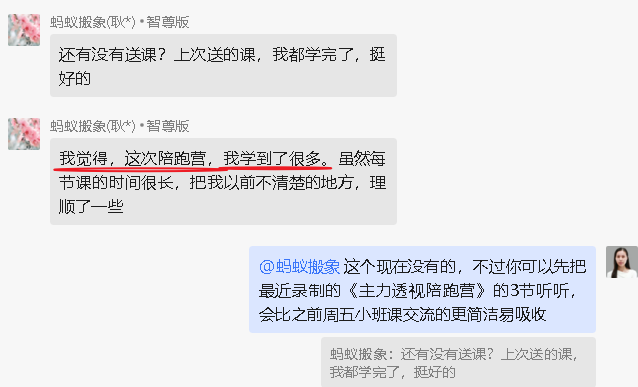 蚂蚁搬象(耿*)•智尊版
还有没有送课？上次送的课，我都学完了，挺
好的
蚂蚁搬象(耿*)•智尊版
我觉得，这次陪跑营，我学到了很多。虽然每
节课的时间很长，把我以前不清楚的地方，理
顺了一些
@蚂蚁搬象 这个现在没有的，不过你可以先把
最近录制的《主力透视陪跑营》的3节听听，
会比之前周五小班课交流的更简洁易吸收
蚂蚁搬象：还有没有送课？上次送的课，
我都学完了，挺好的